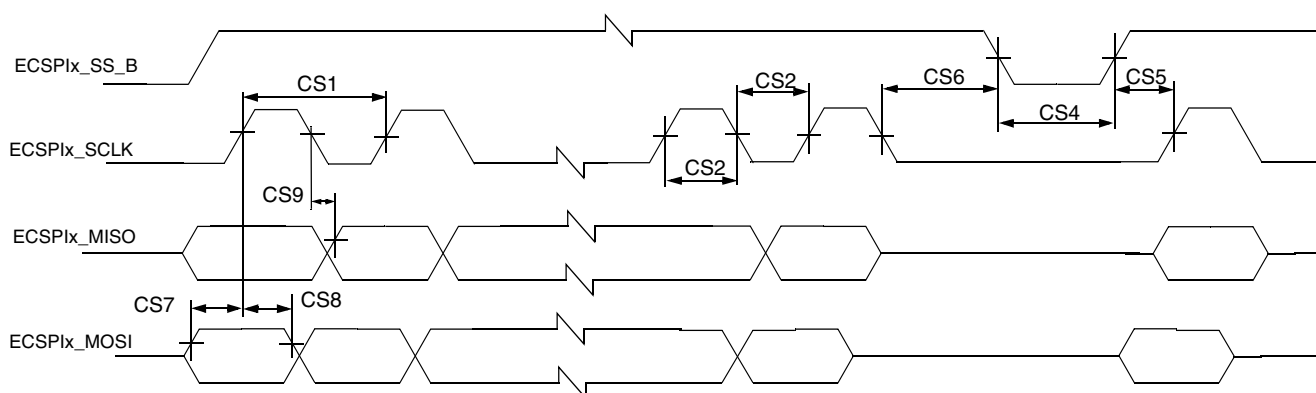 ECSPIx_SS_B
CS1
CS2
CS6
CS5
CS4
ECSPIx_SCLK
CS2
CS9
ECSPIx_MISO
CS7
CS8
ECSPIx_MOSI